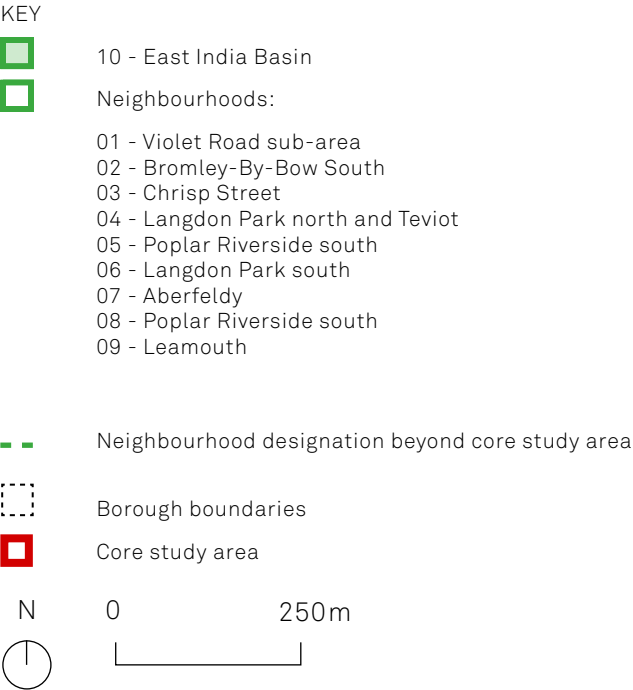 KEY
10 - East India Basin
Neighbourhoods:
01 - Violet Road sub-area
02 - Bromley-By-Bow South
03 - Chrisp Street
04 - Langdon Park north and Teviot
05 - Poplar Riverside south
06 - Langdon Park south
07 - Aberfeldy
08 - Poplar Riverside south
09 - Leamouth
Neighbourhood designation beyond core study area
Borough boundaries
Core study area
N 0 250m